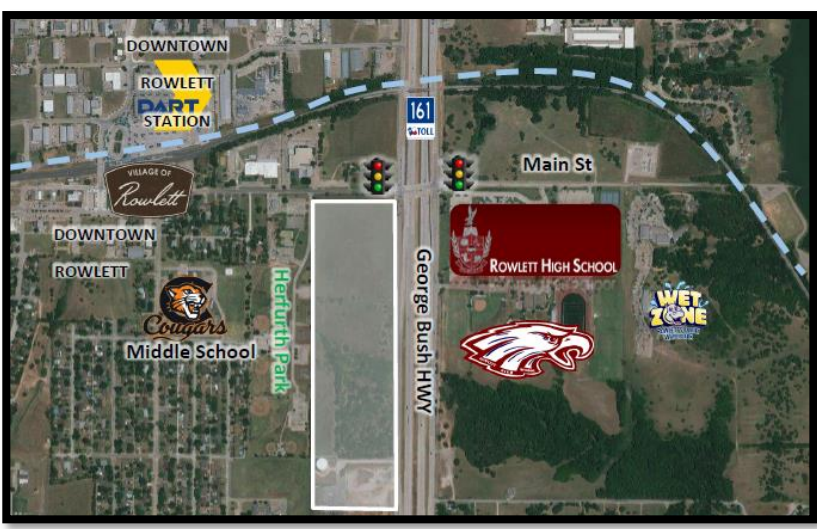 DOWNTOWN
ROWLETT
DART
STATION
161
TOLL
Main St
VILLAGE OF
Rowlett
DOWNTOWN
ROWLETT
Cougars
Middle School
Herfurth Park
George Bush HWY
ROWLETT HIGH SCHOOL
WET
ZONE